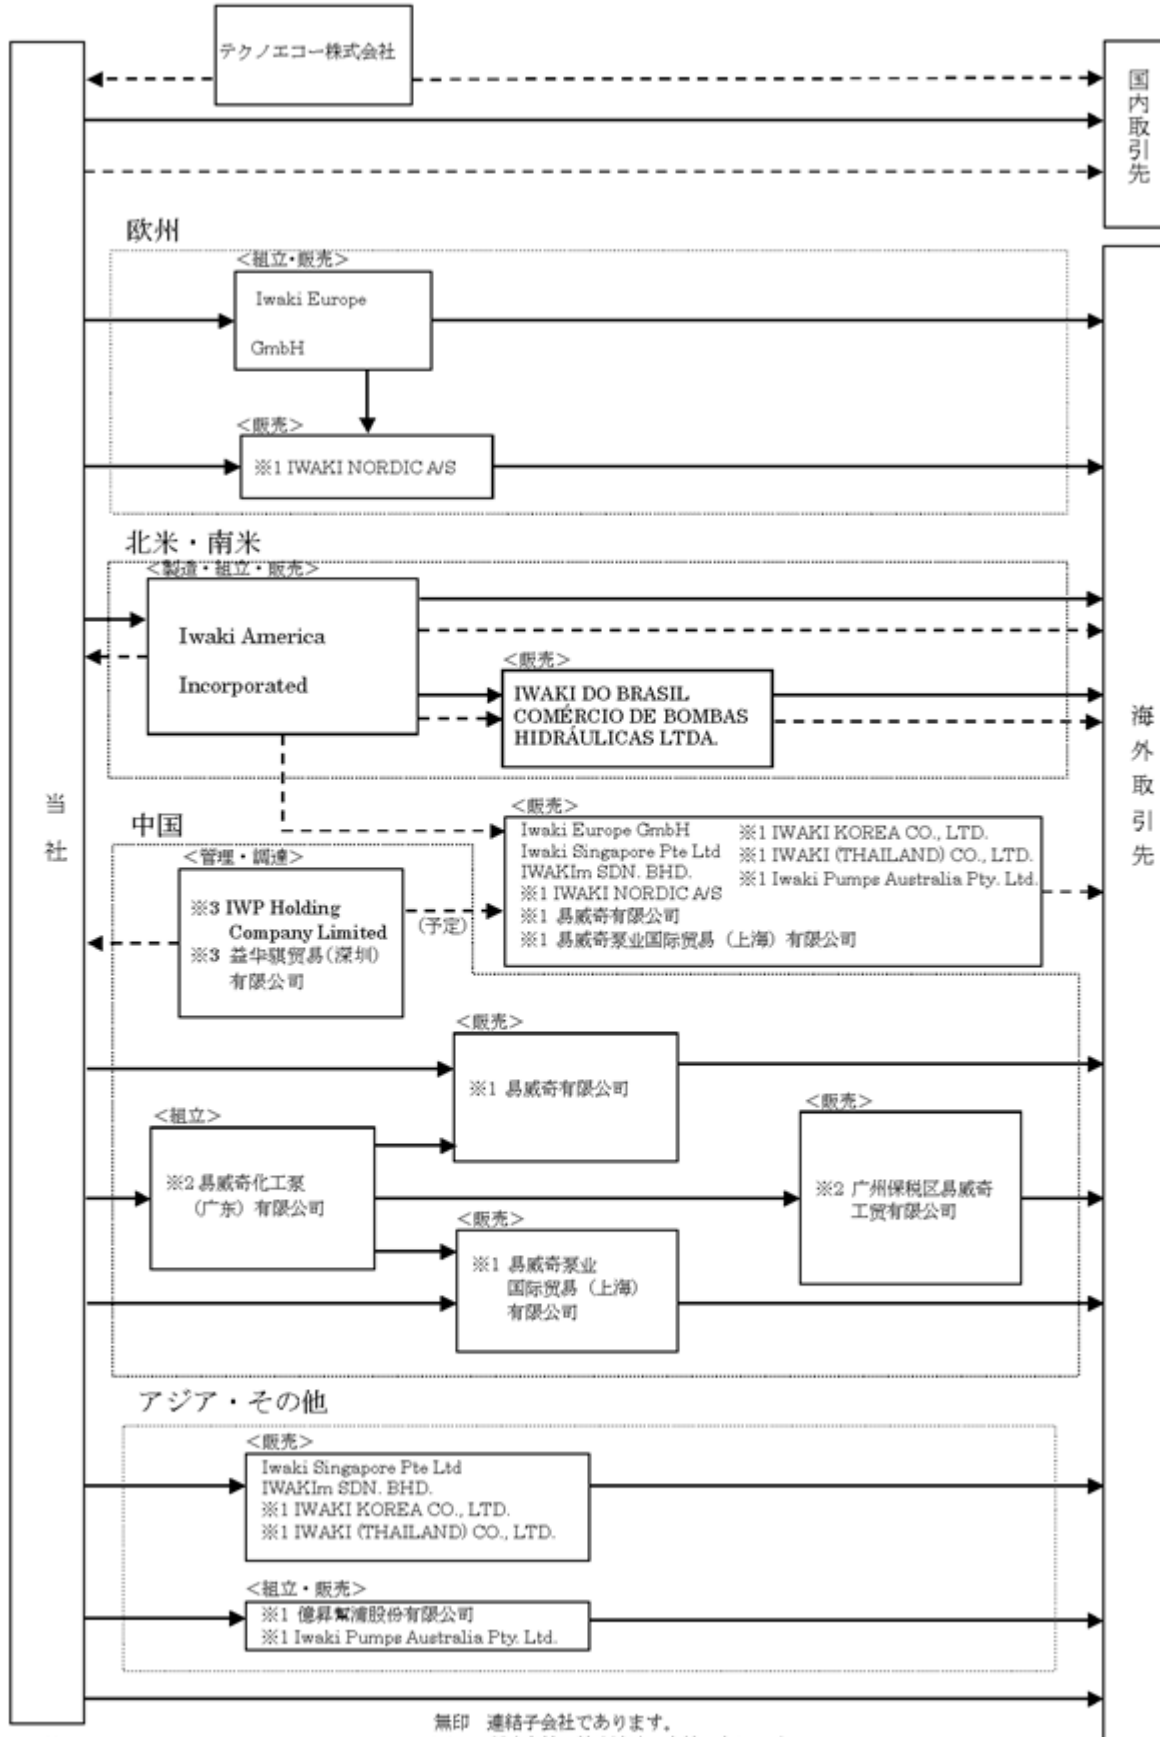 テクノエコー株式会社
国内取引先
欧州
＜組立・販売＞
Iwaki Europe
GmbH
＜販売＞
※1 IWAKI NORDIC A/S
北米・南米
＜製造・組立・販売＞
Iwaki America
Incorporated
＜販売＞
IWAKI DO BRASIL
COMÉRCIO DE BOMBAS
HIDRÁULICAS LTDA.
当社
海外取引先
中国
＜販売＞
Iwaki Europe GmbH
Iwaki Singapore Pte Ltd
IWAKIm SDN. BHD.
※1 IWAKI NORDIC A/S
※1 易威奇有限公司
※1 易威奇泵业国际贸易（上海）有限公司
※1 IWAKI KOREA CO., LTD.
※1 IWAKI (THAILAND) CO., LTD.
※1 Iwaki Pumps Australia Pty. Ltd.
＜管理・調達＞
※3 IWP Holding
Company Limited
※3 益华骐贸易(深圳)
有限公司
(予定)
＜販売＞
※1 易威奇有限公司
＜組立＞
※2 易威奇化工泵
（广东）有限公司
＜販売＞
※2 广州保税区易威奇
工贸有限公司
＜販売＞
※1 易威奇泵业
国际贸易（上海）
有限公司
アジア・その他
＜販売＞
Iwaki Singapore Pte Ltd
IWAKIm SDN. BHD.
※1 IWAKI KOREA CO., LTD.
※1 IWAKI (THAILAND) CO., LTD.
＜組立・販売＞
※1 億昇幫浦股份有限公司
※1 Iwaki Pumps Australia Pty. Ltd.
無印 連結子会社であります。